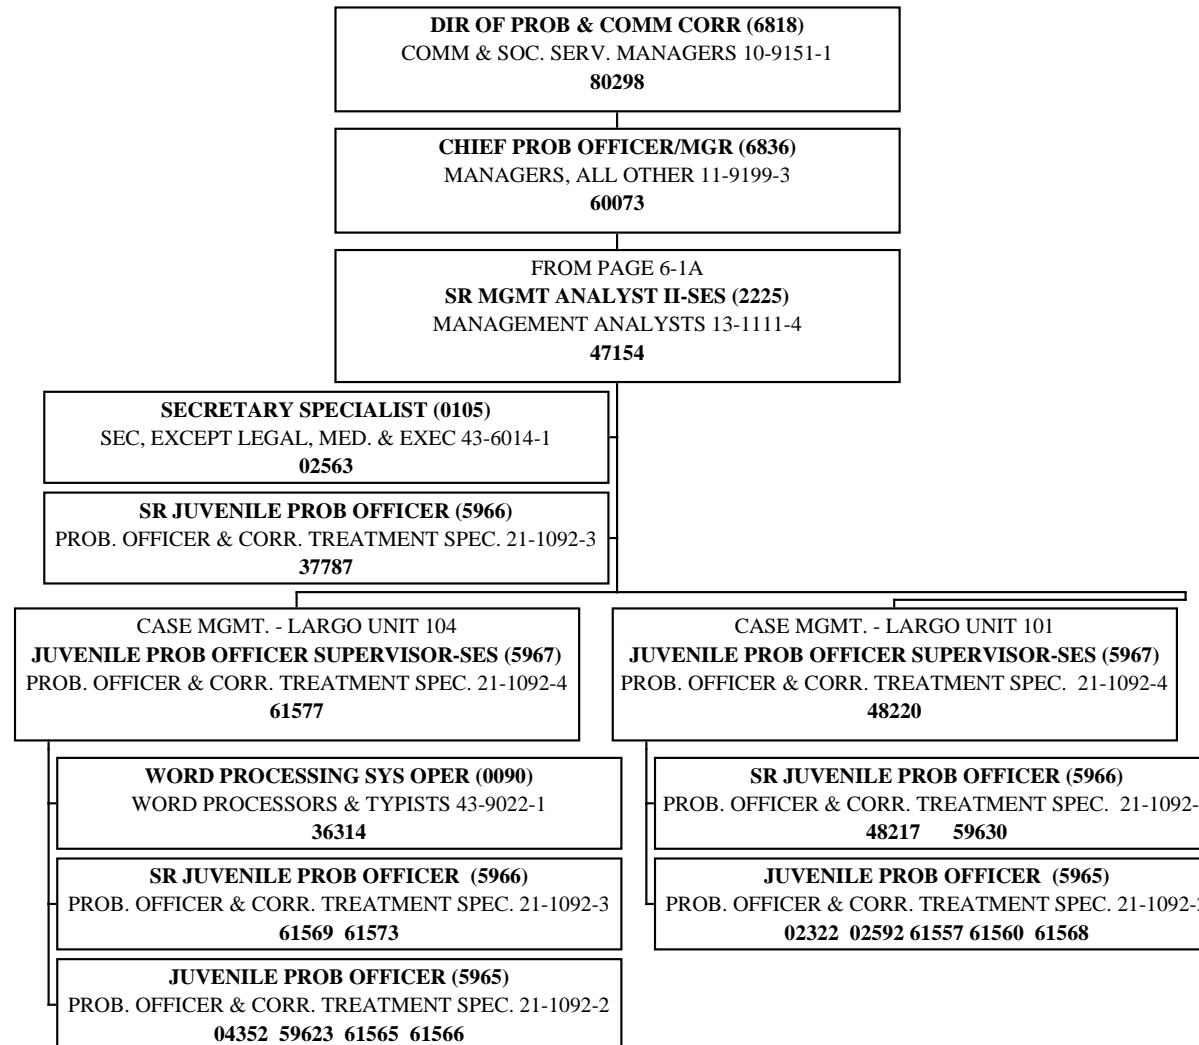 DIR OF PROB & COMM CORR (6818)
COMM & SOC. SERV. MANAGERS 10-9151-1
80298
CHIEF PROB OFFICER/MGR (6836)
MANAGERS, ALL OTHER 11-9199-3
60073
FROM PAGE 6-1A
SR MGMT ANALYST II-SES (2225)
MANAGEMENT ANALYSTS 13-1111-4
47154
SECRETARY SPECIALIST (0105)
SEC, EXCEPT LEGAL, MED. & EXEC 43-6014-1
02563
SR JUVENILE PROB OFFICER (5966)
PROB. OFFICER & CORR. TREATMENT SPEC. 21-1092-3
37787
CASE MGMT. - LARGO UNIT 104
JUVENILE PROB OFFICER SUPERVISOR-SES (5967)
PROB. OFFICER & CORR. TREATMENT SPEC. 21-1092-4
61577
WORD PROCESSING SYS OPER (0090)
WORD PROCESSORS & TYPISTS 43-9022-1
36314
SR JUVENILE PROB OFFICER (5966)
PROB. OFFICER & CORR. TREATMENT SPEC. 21-1092-3
61569 61573
JUVENILE PROB OFFICER (5965)
PROB. OFFICER & CORR. TREATMENT SPEC. 21-1092-2
04352 59623 61565 61566
CASE MGMT. - LARGO UNIT 101
JUVENILE PROB OFFICER SUPERVISOR-SES (5967)
PROB. OFFICER & CORR. TREATMENT SPEC. 21-1092-4
48220
SR JUVENILE PROB OFFICER (5966)
PROB. OFFICER & CORR. TREATMENT SPEC. 21-1092-
48217 59630
JUVENILE PROB OFFICER (5965)
PROB. OFFICER & CORR. TREATMENT SPEC. 21-1092-
02322 02592 61557 61560 61568